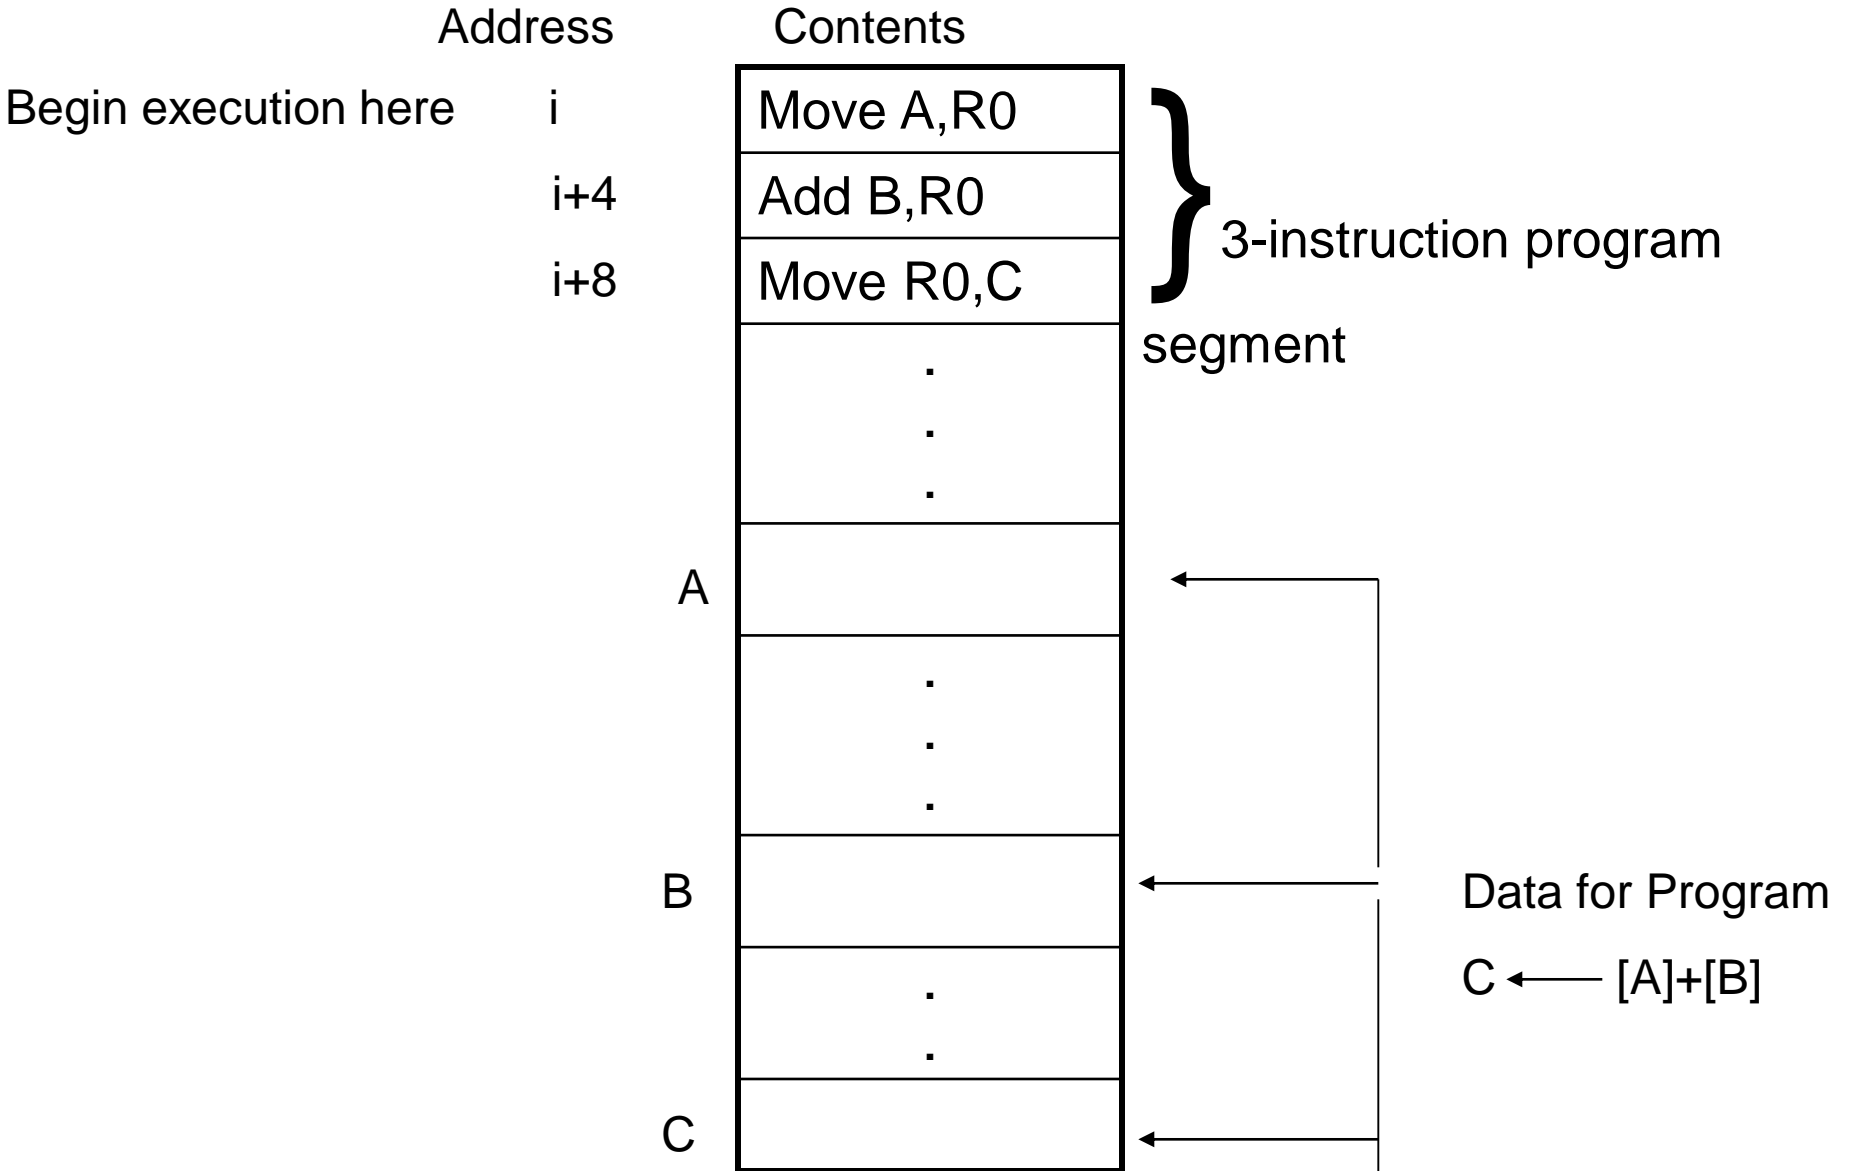 Address Contents
Begin execution here i Move A,R0
i+4 Add B,R0
i+8 Move R0,C
3-instruction program
segment
.
.
.
A
.
.
.
B
Data for Program
C [A]+[B]
.
.
C